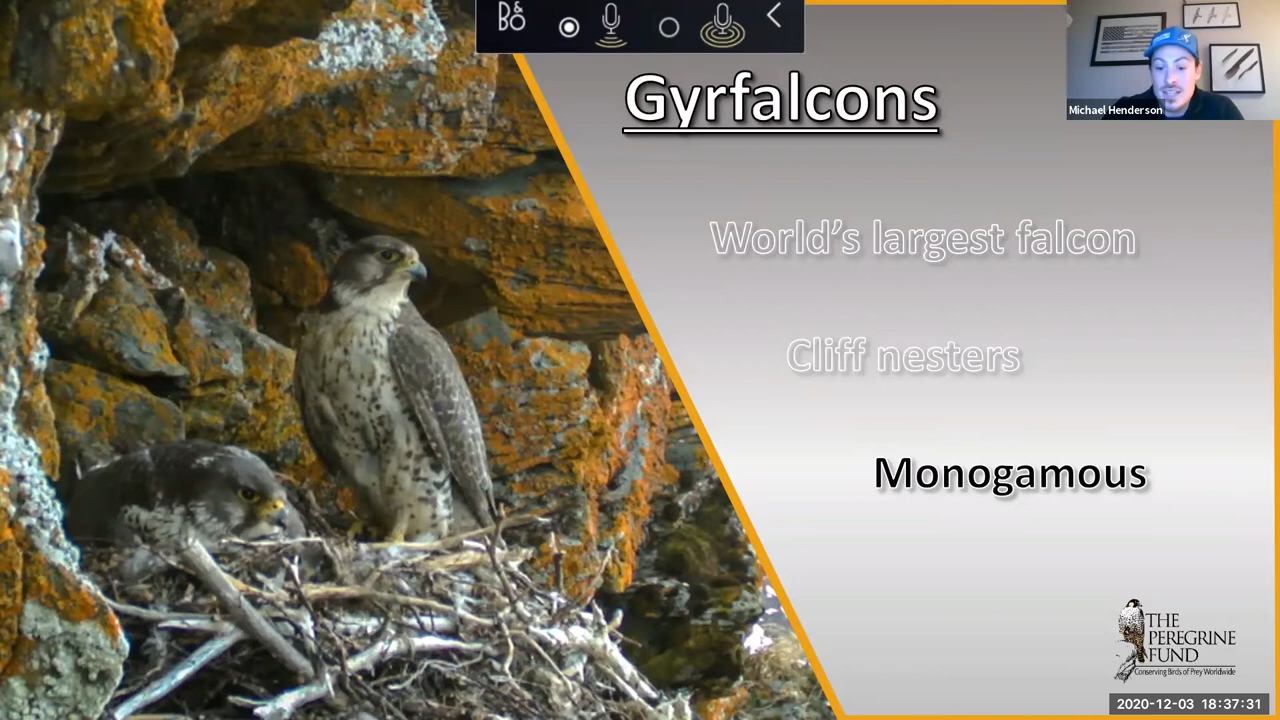 B&O
Gyrfalcons
Michael Henderson
World's largest falcon
Cliff nesters
Monogamous
THE
PEREGRINE
FUND
Conserving Birds of Prey Worldwide
2020-12-03 18:37:31